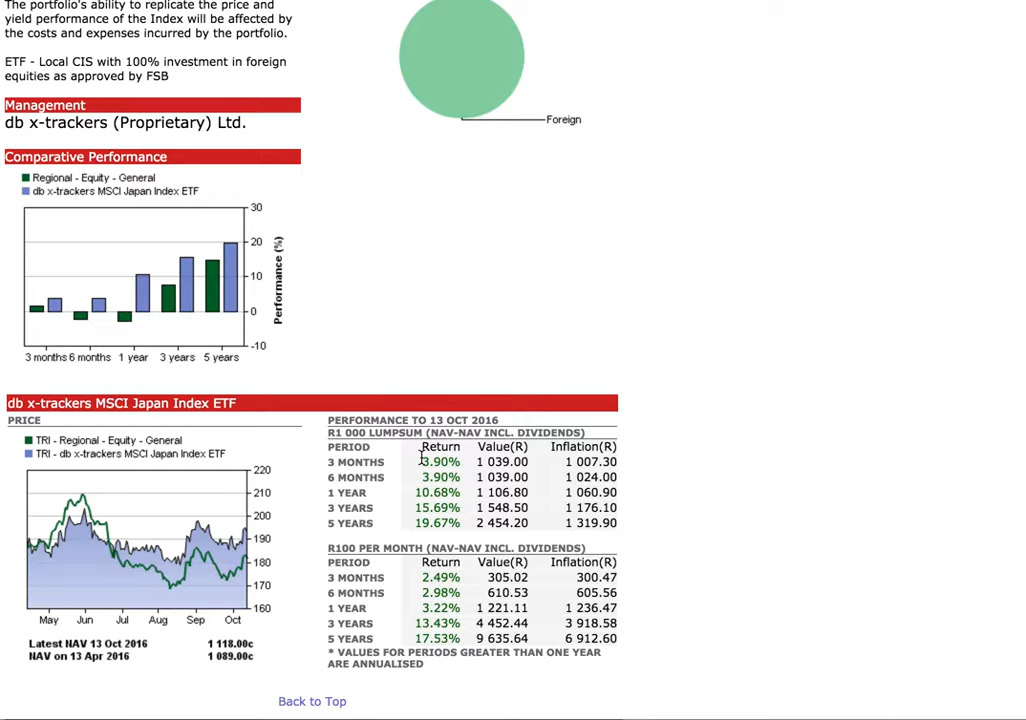 The portfolio's ability to replicate the price and
yield performance of the Index will be affected by
the costs and expenses incurred by the portfolio.
ETF - Local CIS with 100% investment in foreign
equities as approved by FSB
Foreign
Management
db x-trackers (Proprietary) Ltd.
Comparative Performance
Regional - Equity - General
db x-trackers MSCI Japan Index ETF
30
20
10
0
-10
Performance (%)
3 months 6 months 1 year 3 years 5 years
db x-trackers MSCI Japan Index ETF
PRICE
TRI - Regional - Equity - General
TRI - db x-trackers MSCI Japan Index ETF
220
210
200
190
180
170
160
May Jun Jul Aug Sep Oct
Latest NAV 13 Oct 2016 1 118.00c
NAV on 13 Apr 2016 1 089.00c
PERFORMANCE TO 13 OCT 2016
R1 000 LUMPSUM (NAV-NAV INCL. DIVIDENDS)
PERIOD Return Value(R) Inflation(R)
3 MONTHS 3.90% 1 039.00 1 007.30
6 MONTHS 3.90% 1 039.00 1 024.00
1 YEAR 10.68% 1 106.80 1 060.90
3 YEARS 15.69% 1 548.50 1 176.10
5 YEARS 19.67% 2 454.20 1 319.90
R100 PER MONTH (NAV-NAV INCL. DIVIDENDS)
PERIOD Return Value(R) Inflation(R)
3 MONTHS 2.49% 305.02 300.47
6 MONTHS 2.98% 610.53 605.56
1 YEAR 3.22% 1 221.11 1 236.47
3 YEARS 13.43% 4 452.44 3 918.58
5 YEARS 17.53% 9 635.64 6 912.60
* VALUES FOR PERIODS GREATER THAN ONE YEAR
ARE ANNUALISED
Back to Top